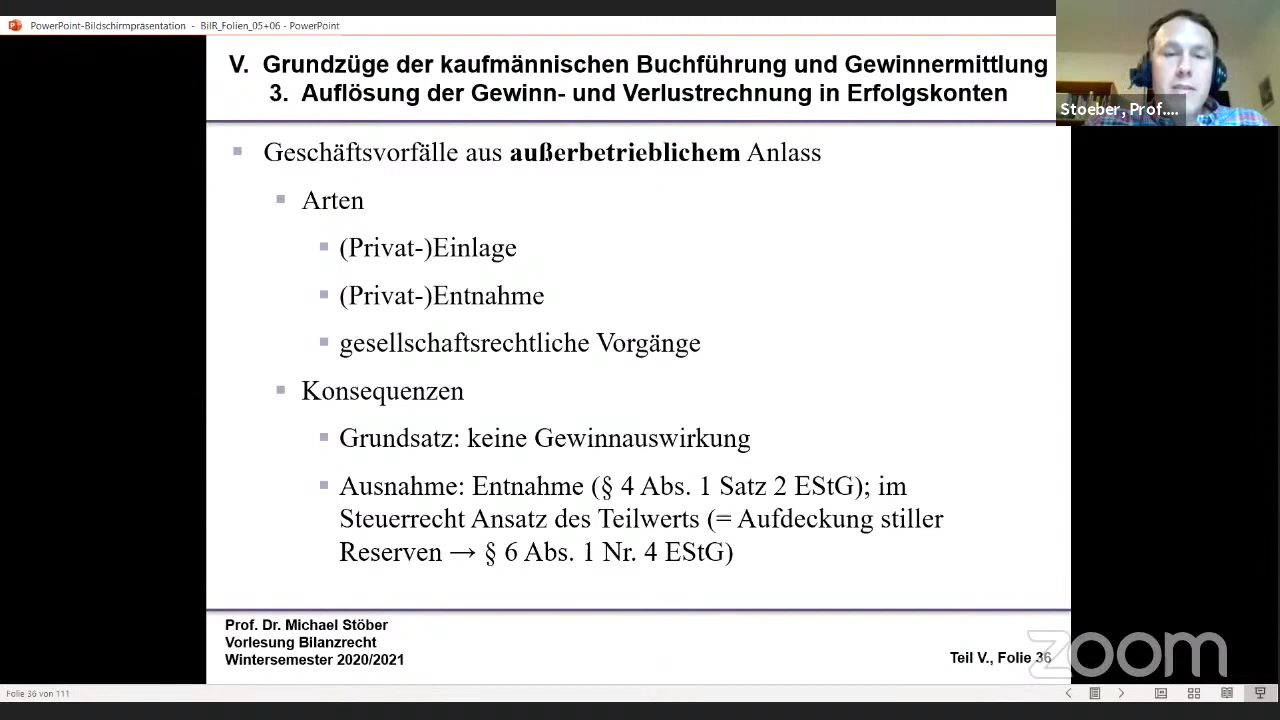 PowerPoint-Bildschirmpräsentation - BilR_Folien_05+06 - PowerPoint
V. Grundzüge der kaufmännischen Buchführung und Gewinnermittlung
3. Auflösung der Gewinn- und Verlustrechnung in Erfolgskonten
Stoeber, Prof....
Geschäftsvorfälle aus außerbetrieblichem Anlass
Arten
(Privat-)Einlage
(Privat-)Entnahme
gesellschaftsrechtliche Vorgänge
Konsequenzen
Grundsatz: keine Gewinnauswirkung
Ausnahme: Entnahme (§ 4 Abs. 1 Satz 2 EStG); im
Steuerrecht Ansatz des Teilwerts (= Aufdeckung stiller
Reserven → § 6 Abs. 1 Nr. 4 EStG)
Prof. Dr. Michael Stöber
Vorlesung Bilanzrecht
Wintersemester 2020/2021
Teil V., Folie 36
zoom
Folie 36 von 111